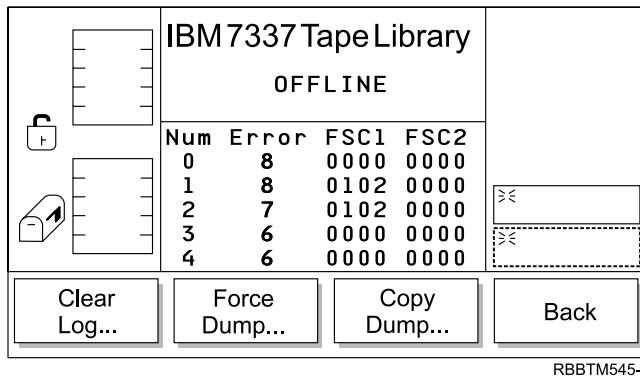 IBM 7337 Tape Library
OFFLINE
Num Error FSC1 FSC2
0 8 0000 0000
1 8 0102 0000
2 7 0102 0000
3 6 0000 0000
4 6 0000 0000
Clear Log... Force Dump... Copy Dump... Back
RBBTM545-